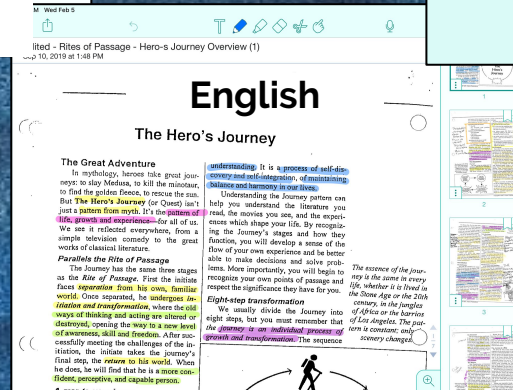 M Wed Feb 5
T
lited - Rites of Passage - Hero-s Journey Overview (1)
Sep 10, 2019 at 1:48 PM
English
The Hero's Journey
The Great Adventure
In mythology, heroes take great jour-
neys: to slay Medusa, to kill the minotaur,
to find the golden fleece, to rescue the sun.
But The Hero's Journey (or Quest) isn't
just a pattern from myth. It's the pattern of
life, growth and experience— for all of us.
We see it reflected everywhere, from a
simple television comedy to the great
works of classical literature.
Parallels the Rite of Passage
The Journey has the same three stages
as the Rite of Passage. First the initiate
faces separation from his own, familiar
world. Once separated, he undergoes in-
itiation and transformation, where the old
ways of thinking and acting are altered or
destroyed, opening the way to a new level
of awareness, skill and freedom. After suc-
cessfully meeting the challenges of the in-
itiation, the initiate takes the journey's
final step, the return to his world. When
he does, he will find that he is a more con-
fident, perceptive, and capable person.
understanding. It is a process of self-dis-
covery and self-integration, of maintaining
balance and harmony in our lives.
Understanding the Journey pattern can
help you understand the literature you
read, the movies you see, and the experi-
ences which shape your life. By recogniz-
ing the Journey's stages and how they
function, you will develop a sense of the
flow of your own experience and be better
able to make decisions and solve prob-
lems. More importantly, you will begin to
recognize your own points of passage and
respect the significance they have for you.
Eight-step transformation
We usually divide the Journey into
eight steps, but you must remember that
the journey is an individual process of
growth and transformation. The sequence
The essence of the jour-
ney is the same in every
life, whether it is lived in
the Stone Age or the 20th
century, in the jungles
of Africa or the barrios
of Los Angeles. The pat-
tern is constant; only
scenery changes.
1
2
3